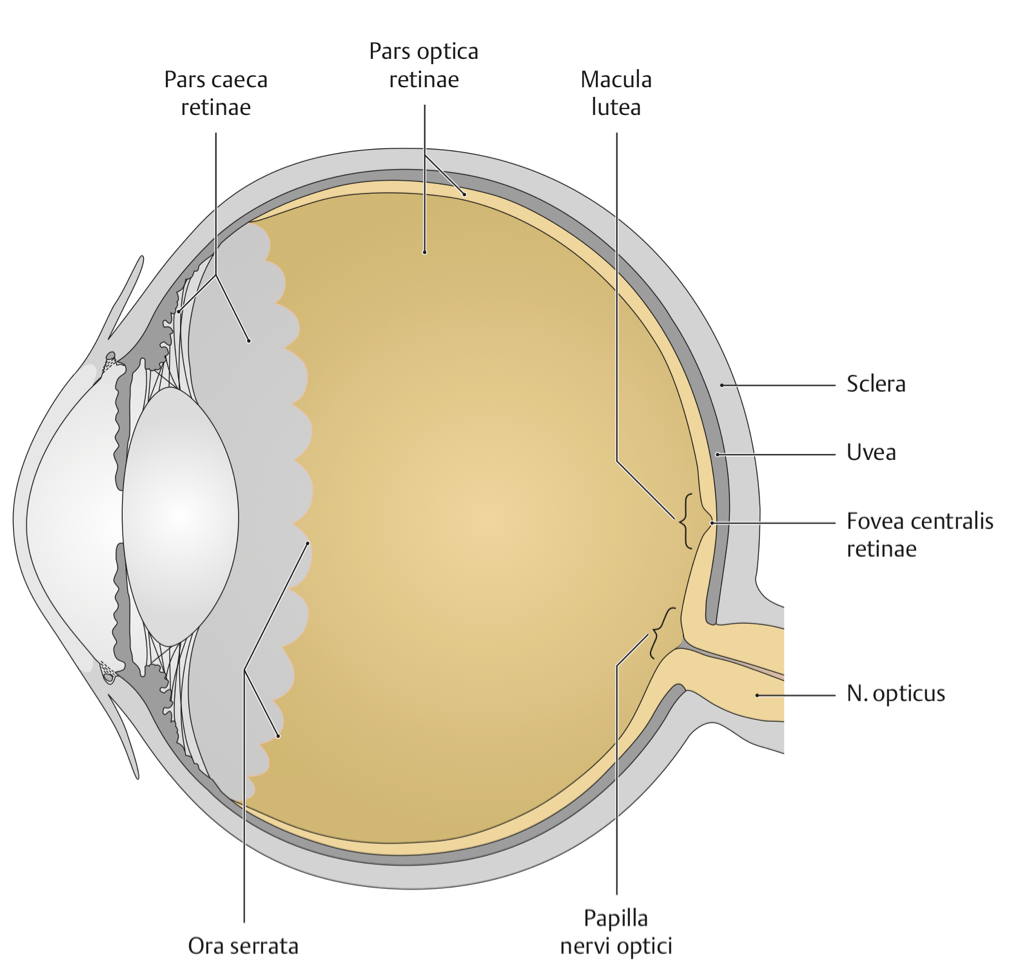 Pars caeca
retinae
Pars optica
retinae
Macula
lutea
Sclera
Uvea
Fovea centralis
retinae
N. opticus
Ora serrata
Papilla
nervi optici